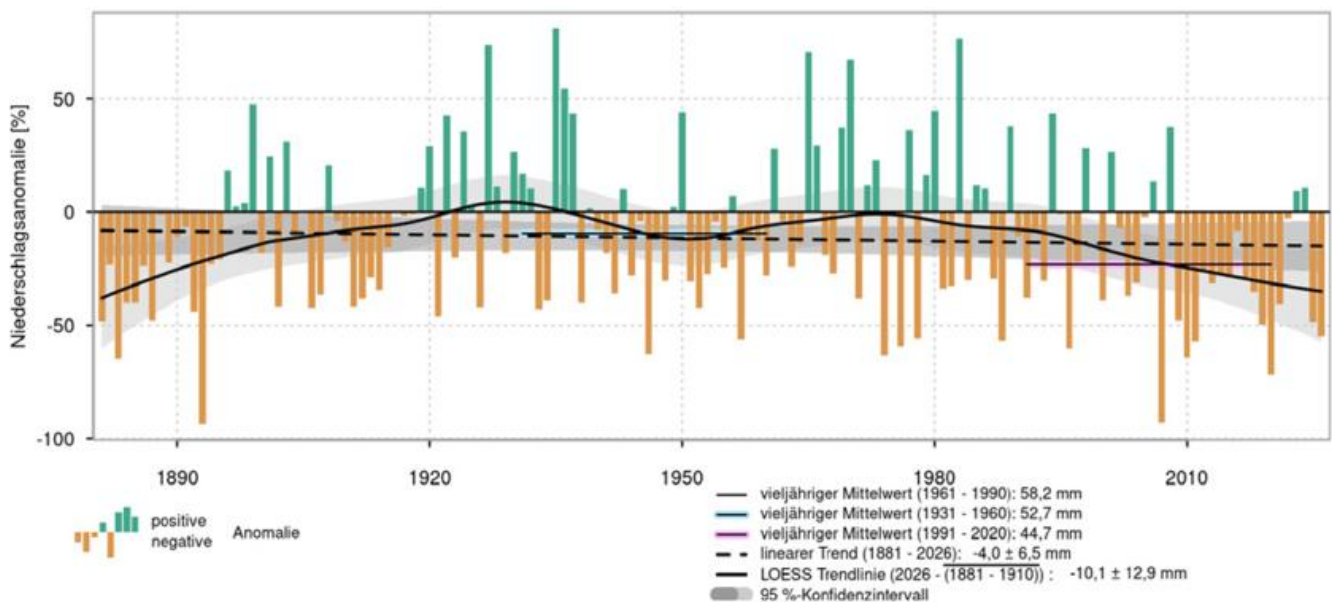 Niederschlagsanomalie [%]
50
0
-50
-100
1890 1920 1950 1980 2010
positive
negative
Anomalie
vieljähriger Mittelwert (1961 - 1990): 58,2 mm
vieljähriger Mittelwert (1931 - 1960): 52,7 mm
vieljähriger Mittelwert (1991 - 2020): 44,7 mm
linearer Trend (1881 - 2026): -4,0 ± 6,5 mm
LOESS Trendlinie (2026 - (1881 - 1910)) : -10,1 ± 12,9 mm
95 %-Konfidenzintervall